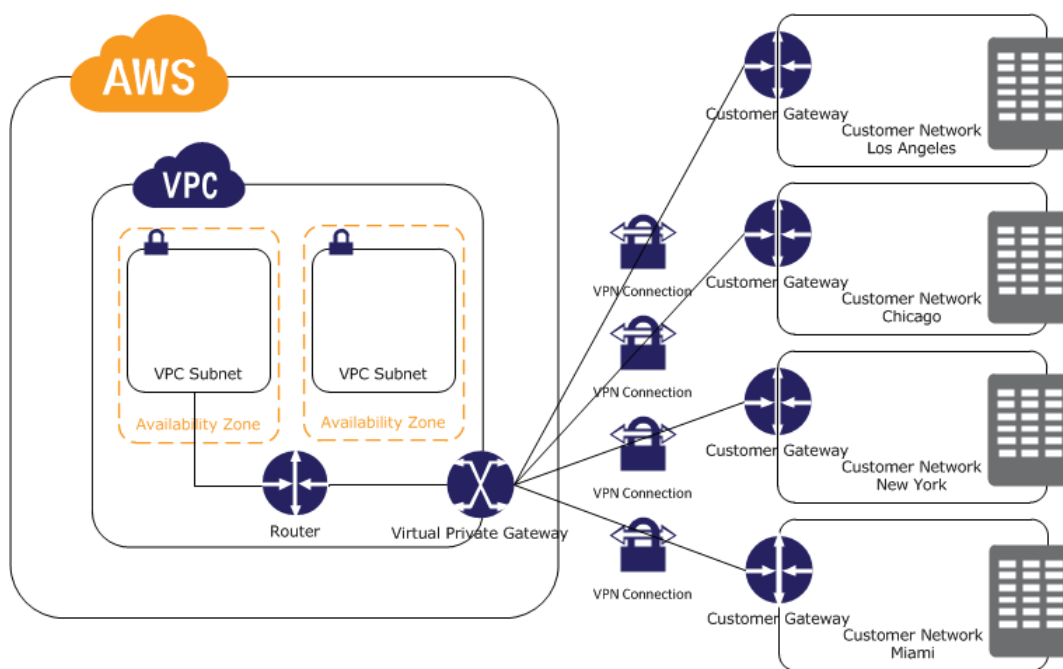 AWS
VPC
VPC Subnet
Availability Zone
VPC Subnet
Availability Zone
Router
Virtual Private Gateway
VPN Connection
VPN Connection
VPN Connection
VPN Connection
Customer Gateway
Customer Network
Los Angeles
Customer Gateway
Customer Network
Chicago
Customer Gateway
Customer Network
New York
Customer Gateway
Customer Network
Miami